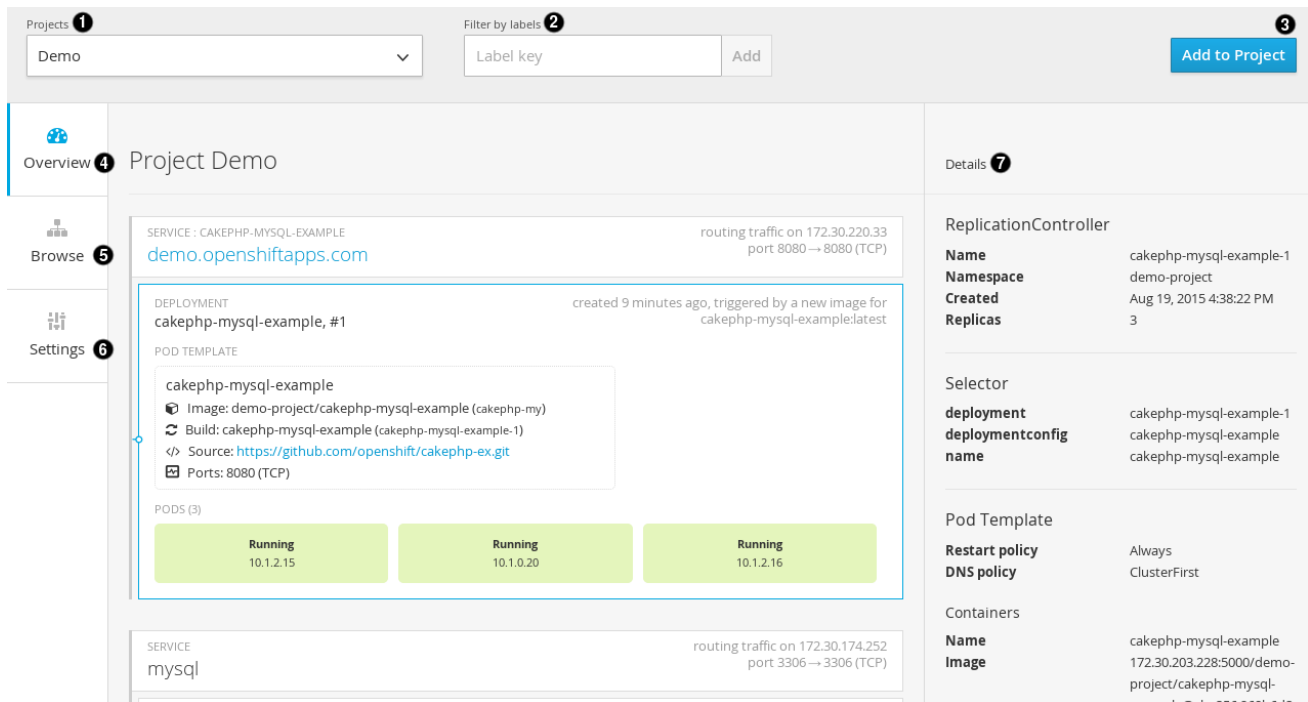 Projects 1
Demo
Filter by labels 2
Label key
Add
3
Add to Project
Overview 4
Browse 5
Settings 6
Project Demo
SERVICE : CAKEPHP-MYSQL-EXAMPLE
demo.openshiftapps.com
routing traffic on 172.30.220.33
port 8080 → 8080 (TCP)
DEPLOYMENT
cakephp-mysql-example, #1
created 9 minutes ago, triggered by a new image for
cakephp-mysql-example:latest
POD TEMPLATE
cakephp-mysql-example
Image: demo-project/cakephp-mysql-example (cakephp-my)
Build: cakephp-mysql-example (cakephp-mysql-example-1)
Source: https://github.com/openshift/cakephp-ex.git
Ports: 8080 (TCP)
PODS (3)
Running
10.1.2.15
Running
10.1.0.20
Running
10.1.2.16
SERVICE
mysql
routing traffic on 172.30.174.252
port 3306 → 3306 (TCP)
Details 7
ReplicationController
Name cakephp-mysql-example-1
Namespace demo-project
Created Aug 19, 2015 4:38:22 PM
Replicas 3
Selector
deployment cakephp-mysql-example-1
deploymentconfig cakephp-mysql-example
name cakephp-mysql-example
Pod Template
Restart policy Always
DNS policy ClusterFirst
Containers
Name cakephp-mysql-example
Image 172.30.203.228:5000/demo-
project/cakephp-mysql-